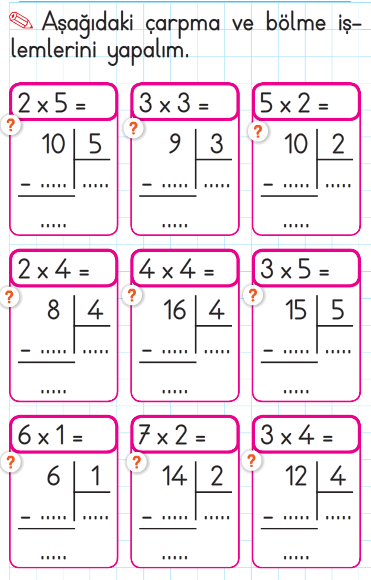 Aşağıdaki çarpma ve bölme iş-
lemlerini yapalım.
2 x 5 = 3 x 3 = 5 x 2 =
? ? ?
10 5 9 3 10 2
- ..... ..... - ..... ..... - ..... .....
..... ..... .....
2 x 4 = 4 x 4 = 3 x 5 =
? ? ?
8 4 16 4 15 5
- ..... ..... - ..... ..... - ..... .....
..... ..... .....
6 x 1 = 7 x 2 = 3 x 4 =
? ? ?
6 1 14 2 12 4
- ..... ..... - ..... ..... - ..... .....
..... ..... .....